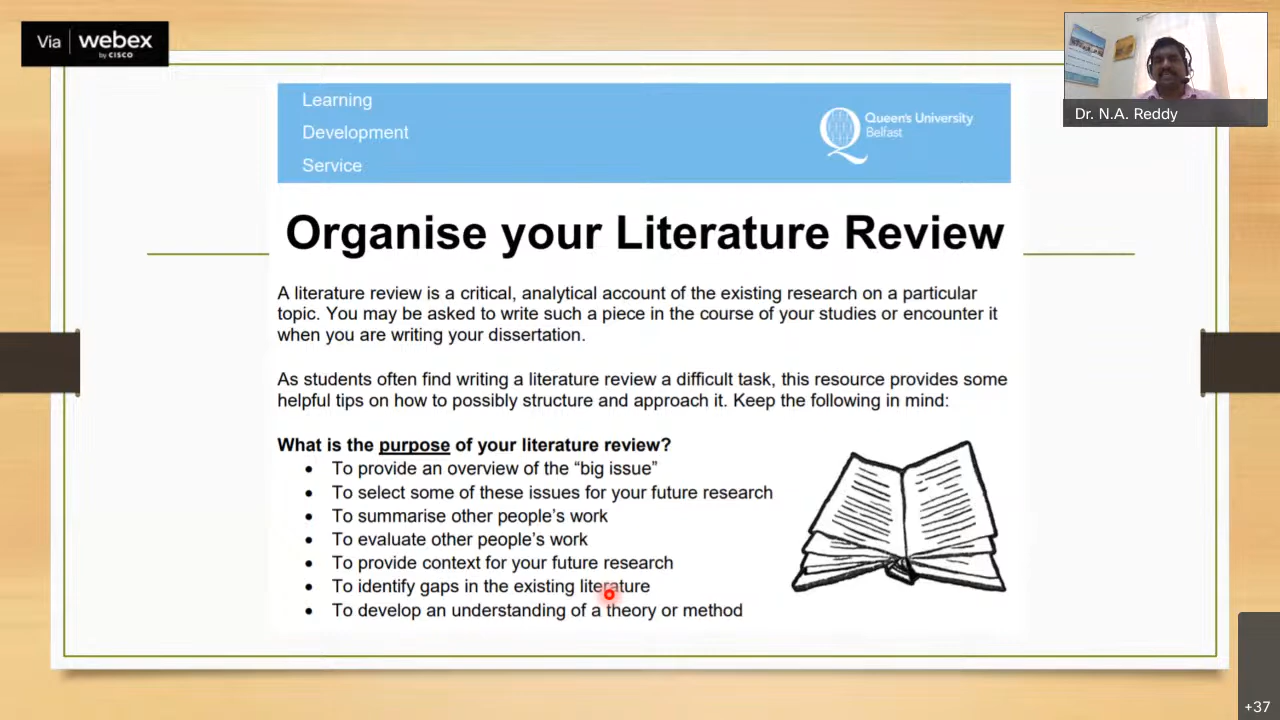 Via webex
by CISCO
Dr. N.A. Reddy
Learning
Development
Service
Queen's University
Belfast
Organise your Literature Review
A literature review is a critical, analytical account of the existing research on a particular
topic. You may be asked to write such a piece in the course of your studies or encounter it
when you are writing your dissertation.
As students often find writing a literature review a difficult task, this resource provides some
helpful tips on how to possibly structure and approach it. Keep the following in mind:
What is the purpose of your literature review?
• To provide an overview of the “big issue”
• To select some of these issues for your future research
• To summarise other people’s work
• To evaluate other people’s work
• To provide context for your future research
• To identify gaps in the existing literature
• To develop an understanding of a theory or method
+37